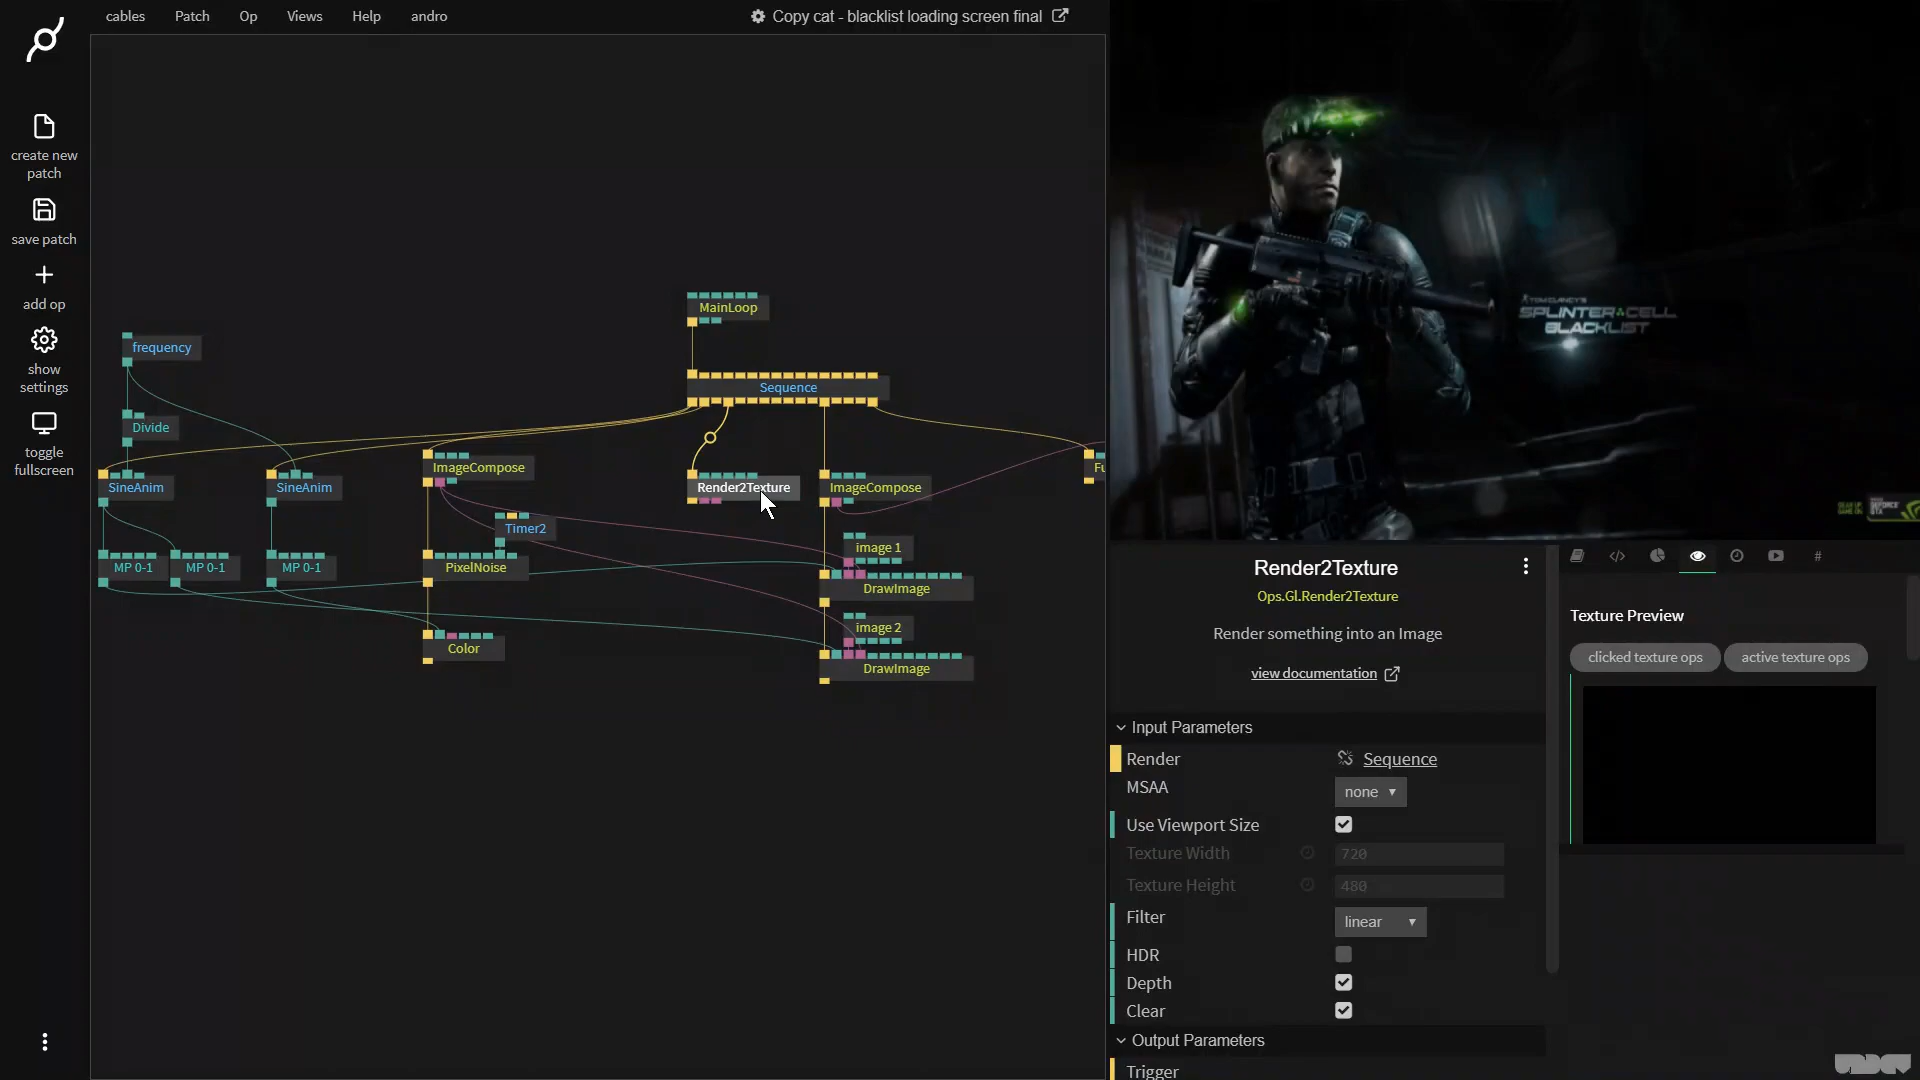 cables Patch Op Views Help andro
Copy cat - blacklist loading screen final
create new
patch
save patch
add op
show
settings
toggle
fullscreen
MainLoop
frequency
Sequence
Divide
ImageCompose
Fu
SineAnim
SineAnim
Render2Texture
ImageCompose
Timer2
image 1
MP 0-1
MP 0-1
MP 0-1
PixelNoise
DrawImage
image 2
Color
DrawImage
TOM CLANCY'S
SPLINTER CELL
BLACKLIST
GEFORCE
GTX
Render2Texture
Ops.Gl.Render2Texture
Render something into an Image
view documentation
Input Parameters
Render Sequence
MSAA none
Use Viewport Size
Texture Width 720
Texture Height 480
Filter linear
HDR
Depth
Clear
Output Parameters
Trigger
#
Texture Preview
clicked texture ops active texture ops